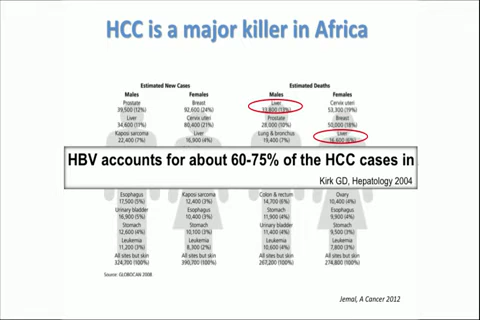 HCC is a major killer in Africa
Estimated New Cases
Estimated Deaths
Males
Females
Males
Females
Prostate
39,500 (12%)
Breast
92,600 (24%)
Liver
33,800 (13%)
Cervix uteri
53,300 (19%)
Liver
34,600 (11%)
Cervix uteri
80,400 (21%)
Prostate
28,000 (10%)
Breast
50,000 (18%)
Kaposi sarcoma
22,400 (7%)
Liver
16,900 (4%)
Lung & bronchus
19,400 (7%)
Liver
16,600 (6%)
HBV accounts for about 60-75% of the HCC cases in
Kirk GD, Hepatology 2004
Esophagus
17,500 (5%)
Kaposi sarcoma
12,400 (3%)
Colon & rectum
14,700 (6%)
Ovary
10,400 (4%)
Urinary bladder
16,900 (5%)
Esophagus
10,400 (3%)
Stomach
11,900 (4%)
Esophagus
9,900 (4%)
Stomach
12,600 (4%)
Stomach
10,100 (3%)
Urinary bladder
11,400 (4%)
Stomach
9,500 (3%)
Leukemia
11,200 (3%)
Leukemia
8,300 (2%)
Leukemia
10,600 (4%)
Leukemia
7,800 (3%)
All sites but skin
324,700 (100%)
All sites but skin
390,700 (100%)
All sites but skin
267,200 (100%)
All sites but skin
274,800 (100%)
Source: GLOBOCAN 2008
Jemal, A Cancer 2012